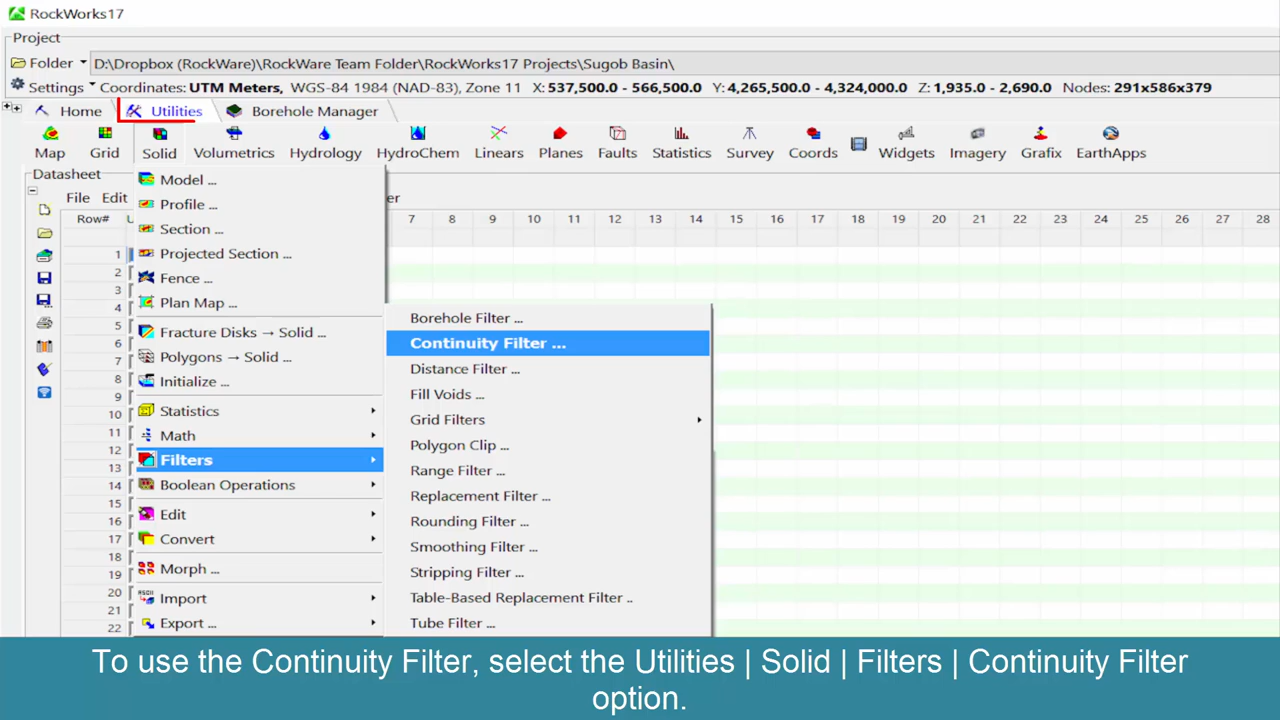 RockWorks17
Project
Folder D:\Dropbox (RockWare)\RockWare Team Folder\RockWorks17 Projects\Sugob Basin\
Settings Coordinates: UTM Meters, WGS-84 1984 (NAD-83), Zone 11 X: 537,500.0 - 566,500.0 Y: 4,265,500.0 - 4,324,000.0 Z: 1,935.0 - 2,690.0 Nodes: 291x586x379
Home Utilities Borehole Manager
Map Grid Solid Volumetrics Hydrology HydroChem Linears Planes Faults Statistics Survey Coords Widgets Imagery Grafix EarthApps
Datasheet
File Edit er
Row# 7 8 9 10 11 12 13 14 15 16 17 18 19 20 21 22 23 24 25 26 27 28
1
2
3
4
5
6
7
8
9
10
11
12
13
14
15
16
17
18
19
20
21
22
Model ...
Profile ...
Section ...
Projected Section ...
Fence ...
Plan Map ...
Fracture Disks → Solid ...
Polygons → Solid ...
Initialize ...
Statistics
Math
Filters
Boolean Operations
Edit
Convert
Morph ...
Import
Export ...
Borehole Filter ...
Continuity Filter ...
Distance Filter ...
Fill Voids ...
Grid Filters
Polygon Clip ...
Range Filter ...
Replacement Filter ...
Rounding Filter ...
Smoothing Filter ...
Stripping Filter ...
Table-Based Replacement Filter ..
Tube Filter ...
To use the Continuity Filter, select the Utilities | Solid | Filters | Continuity Filter
option.